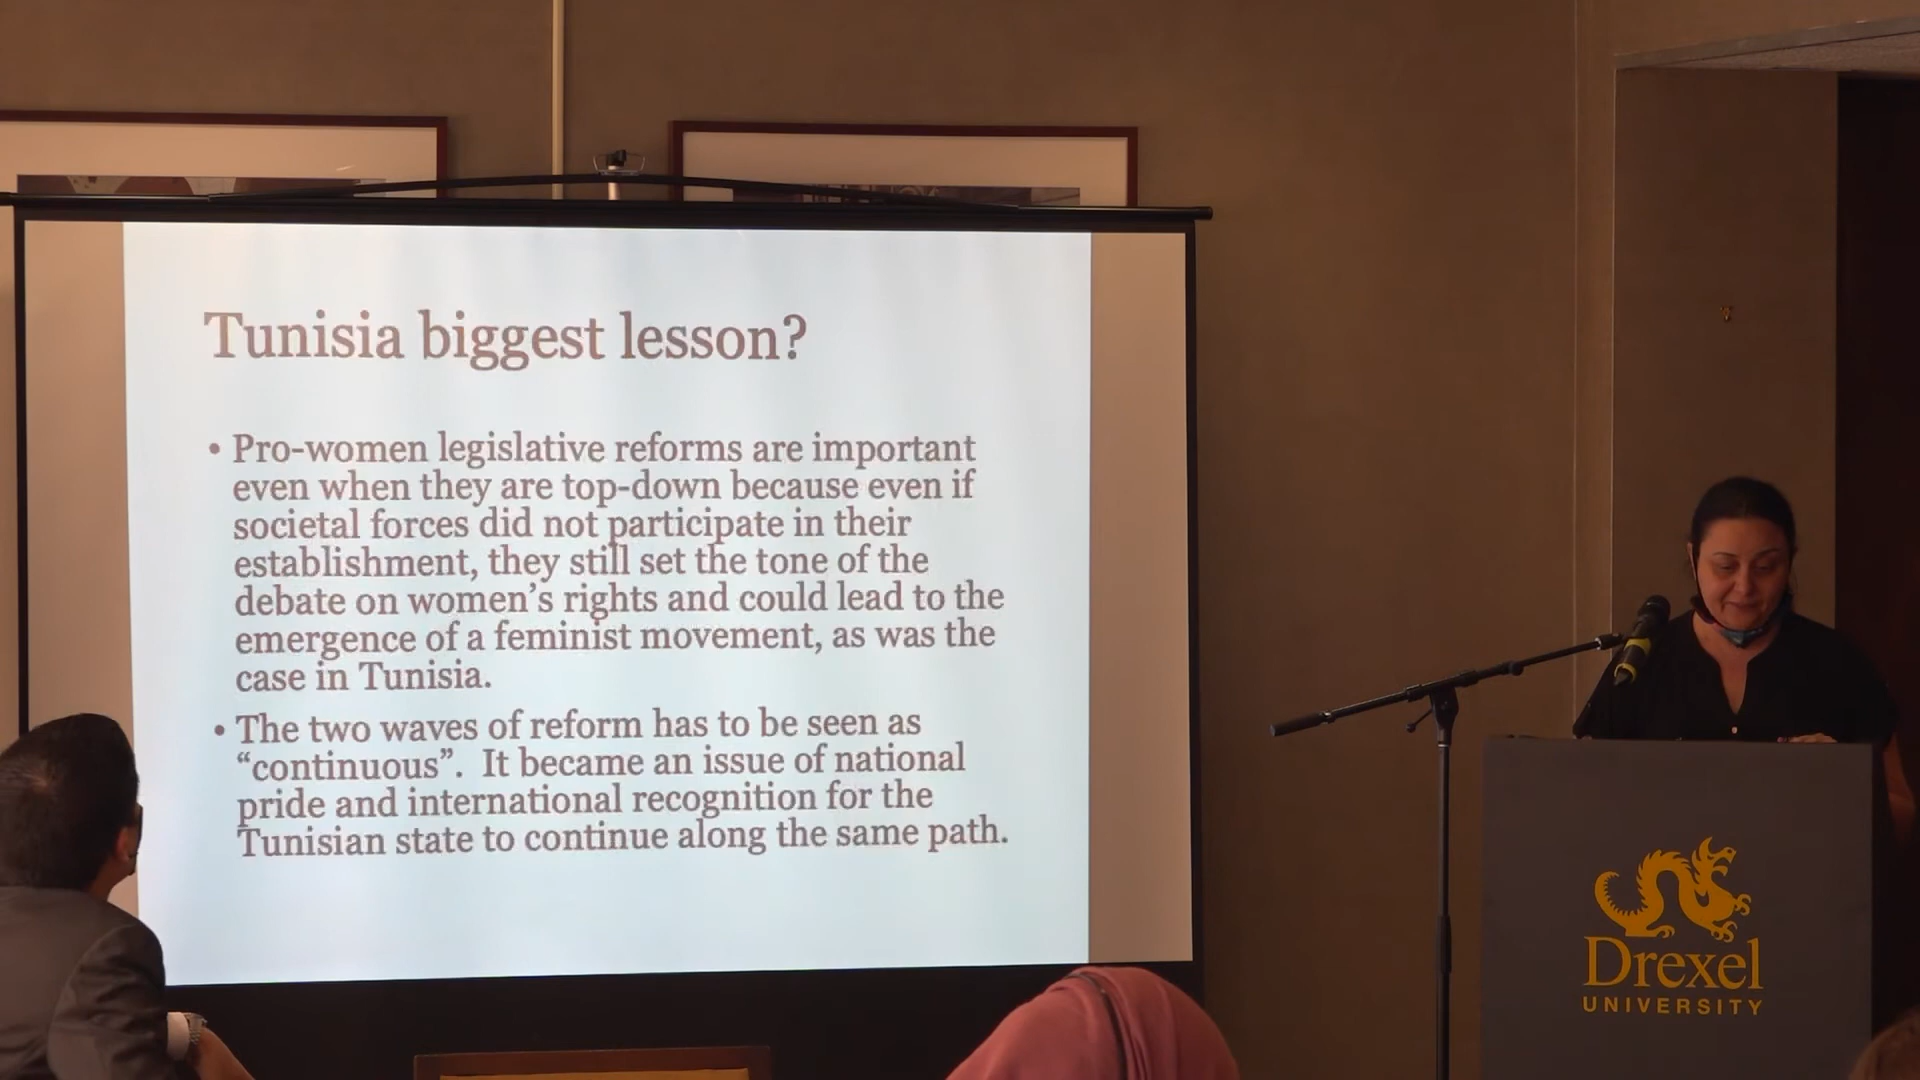 Tunisia biggest lesson?
• Pro-women legislative reforms are important
even when they are top-down because even if
societal forces did not participate in their
establishment, they still set the tone of the
debate on women’s rights and could lead to the
emergence of a feminist movement, as was the
case in Tunisia.
• The two waves of reform has to be seen as
“continuous”. It became an issue of national
pride and international recognition for the
Tunisian state to continue along the same path.
Drexel
UNIVERSITY